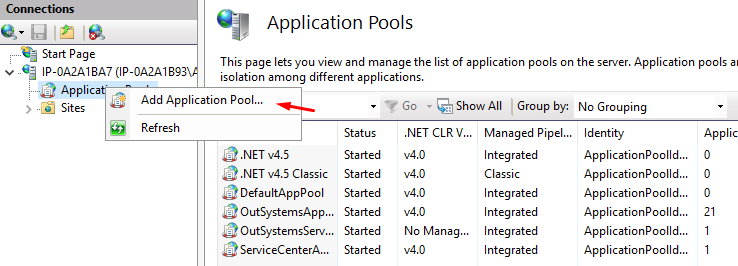 Connections
Start Page
IP-0A2A1BA7 (IP-0A2A1B93\A
Application
Sites
Add Application Pool...
Refresh
Application Pools
This page lets you view and manage the list of application pools on the server. Application pools a
isolation among different applications.
Go
Show All
Group by:
No Grouping
Status .NET CLR V... Managed Pipel... Identity Applic
.NET v4.5 Started v4.0 Integrated ApplicationPoolId... 0
.NET v4.5 Classic Started v4.0 Classic ApplicationPoolId... 0
DefaultAppPool Started v4.0 Integrated ApplicationPoolId... 0
OutSystemsApp... Started v4.0 Integrated ApplicationPoolId... 21
OutSystemsServ... Started No Manag... Integrated ApplicationPoolId... 1
ServiceCenterA... Started v4.0 Integrated ApplicationPoolId... 1